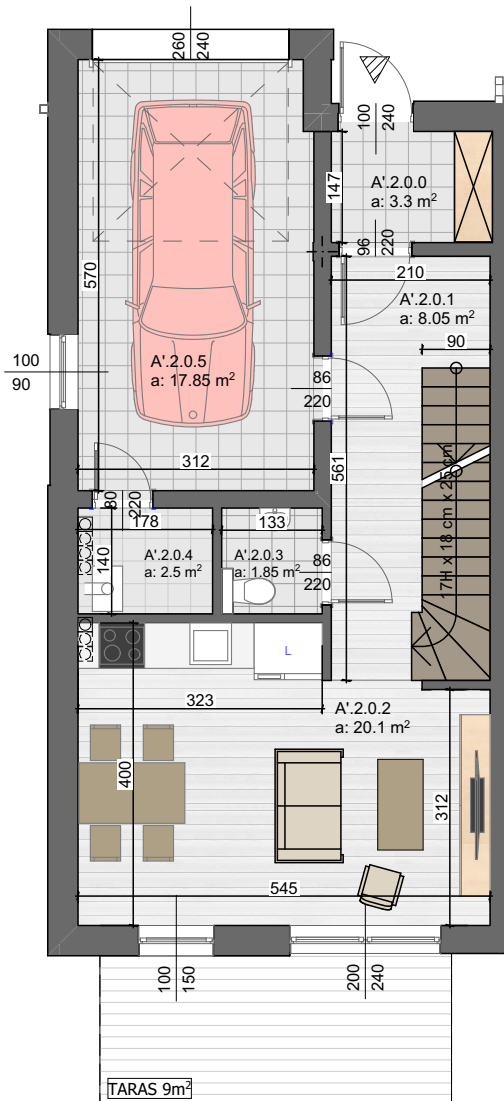 260
240
100
240
147
A'.2.0.0
a: 3.3 m²
96
220
210
570
A'.2.0.1
a: 8.05 m²
90
100
90
A'.2.0.5
a: 17.85 m²
86
220
312
561
17H x 18 cm x 25 cm
80
220
178
133
140
A'.2.0.4
a: 2.5 m²
A'.2.0.3
a: 1.85 m²
86
220
L
323
A'.2.0.2
a: 20.1 m²
400
312
545
100
150
200
240
TARAS 9m²